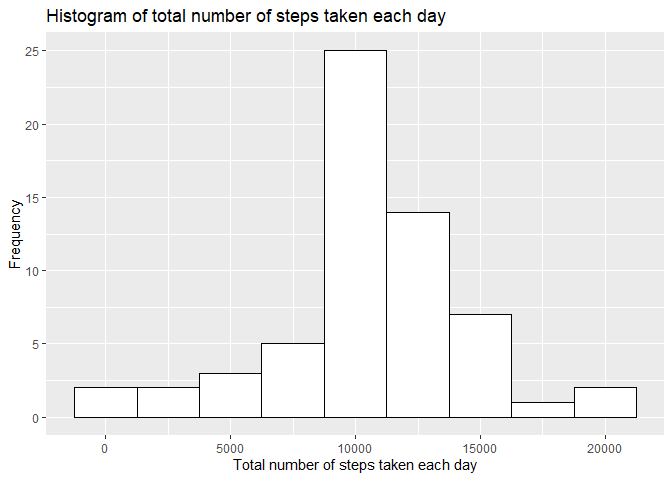 Histogram of total number of steps taken each day
25
20
15
10
5
0
Frequency
0 5000 10000 15000 20000
Total number of steps taken each day